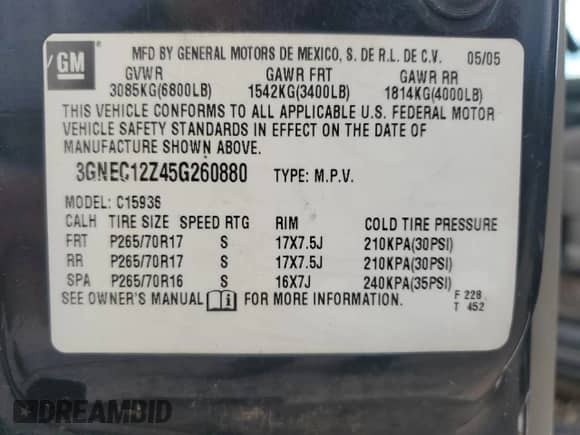 GM
MFD BY GENERAL MOTORS DE MEXICO, S. DE R.L. DE C.V. 05/05
GVWR GAWR FRT GAWR RR
3085KG(6800LB) 1542KG(3400LB) 1814KG(4000LB)
THIS VEHICLE CONFORMS TO ALL APPLICABLE U.S. FEDERAL MOTOR
VEHICLE SAFETY STANDARDS IN EFFECT ON THE DATE OF
MANUFACTURE SHOWN ABOVE.
3GNEC12Z45G260880 TYPE: M.P.V.
MODEL: C15936
CALH TIRE SIZE SPEED RTG RIM COLD TIRE PRESSURE
FRT P265/70R17 S 17X7.5J 210KPA(30PSI)
RR P265/70R17 S 17X7.5J 210KPA(30PSI)
SPA P265/70R16 S 16X7J 240KPA(35PSI)
SEE OWNER'S MANUAL FOR MORE INFORMATION.
F 228
T 452
DREAMBID